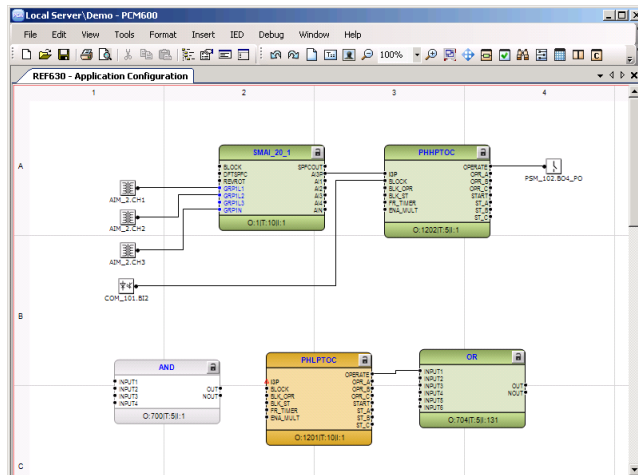 Local Server\Demo - PCM600
File Edit View Tools Format Insert IED Debug Window Help
100%
REF630 - Application Configuration
1 2 3 4
A
SMAI_20_1
BLOCK SPFCOUT
DFTSPFC AI3P
REVROT AI1
GRP1L1 AI2
GRP1L2 AI3
GRP1L3 AI4
GRP1N AIN
O:1|T:10|I:1
PHHPTOC
OPERATE
I3P OPR_A
BLOCK OPR_B
BLK_OPR OPR_C
BLK_ST START
FR_TIMER ST_A
ENA_MULT ST_B
ST_C
O:1202|T:5|I:1
PSM_102.BO4_PO
AIM_2.CH1
AIM_2.CH2
AIM_2.CH3
COM_101.BI2
B
AND
INPUT1
INPUT2 OUT
INPUT3 NOUT
INPUT4
O:700|T:5|I:1
PHLPTOC
OPERATE
I3P OPR_A
BLOCK OPR_B
BLK_OPR OPR_C
BLK_ST START
FR_TIMER ST_A
ENA_MULT ST_B
ST_C
O:1201|T:10|I:1
OR
INPUT1
INPUT2
INPUT3 OUT
INPUT4 NOUT
INPUT5
INPUT6
O:704|T:5|I:131
C